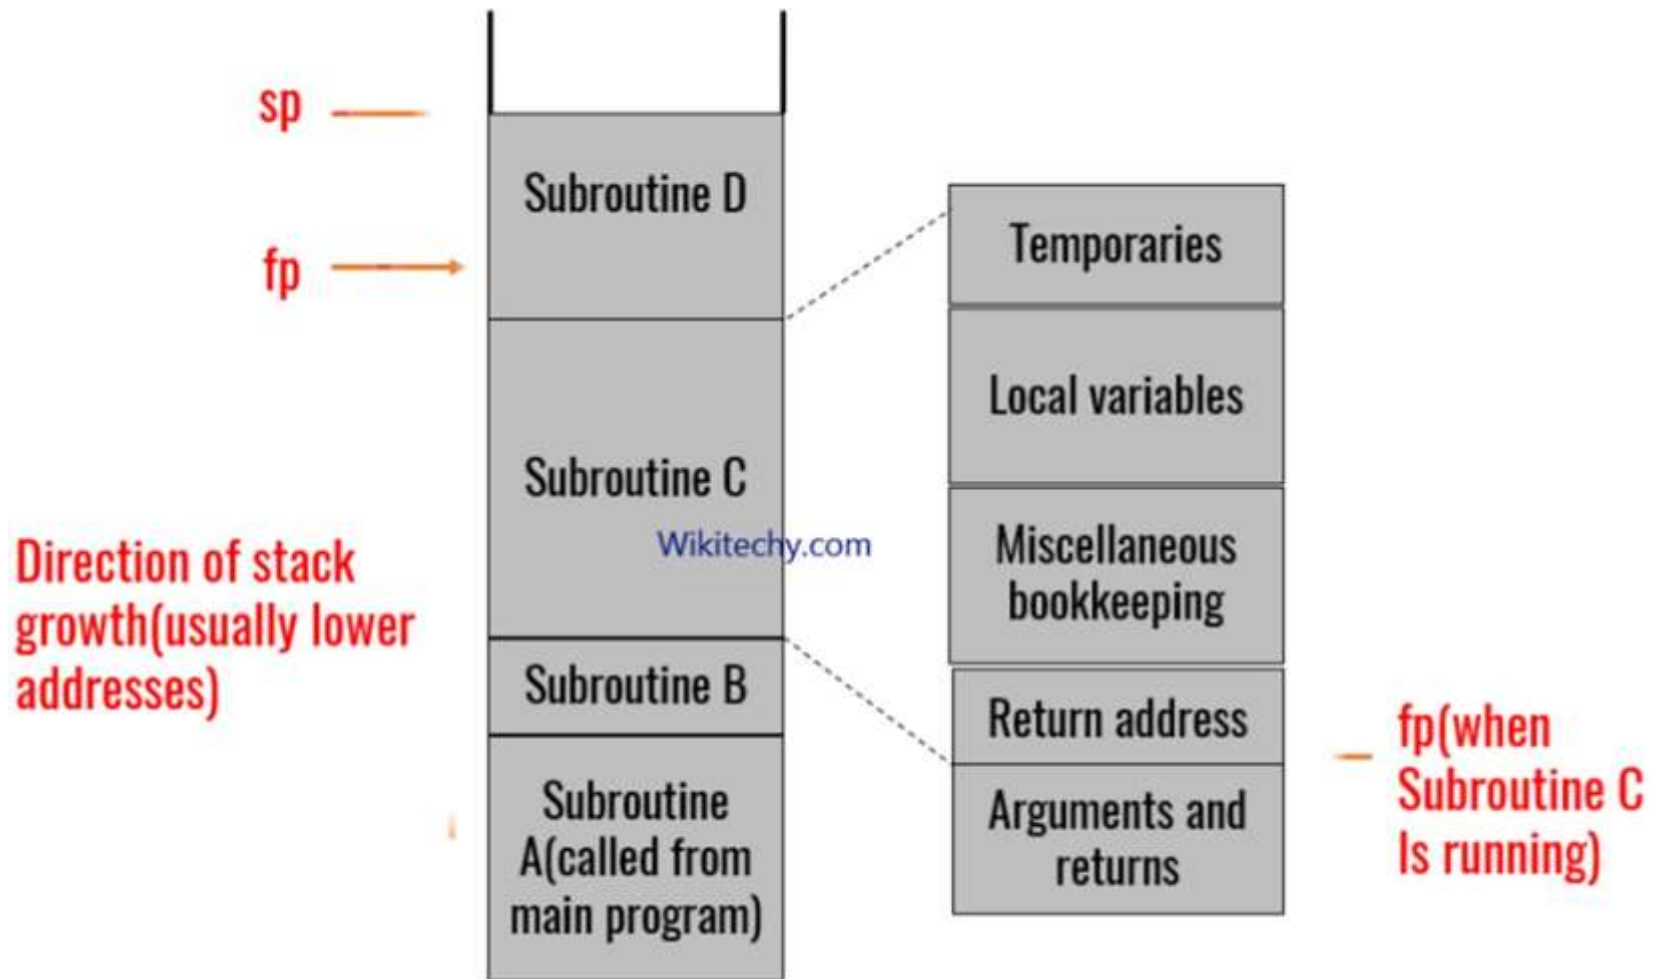 sp
Subroutine D
fp
Temporaries
Local variables
Subroutine C
Wikitechy.com
Direction of stack
growth(usually lower
addresses)
Miscellaneous
bookkeeping
Subroutine B
Return address
fp(when
Subroutine C
Is running)
Subroutine
A(called from
main program)
Arguments and
returns